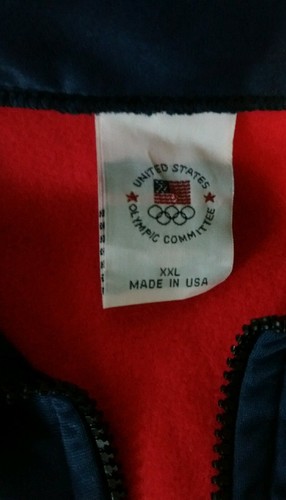 UNITED STATES
OLYMPIC COMMITTEE
XXL
MADE IN USA